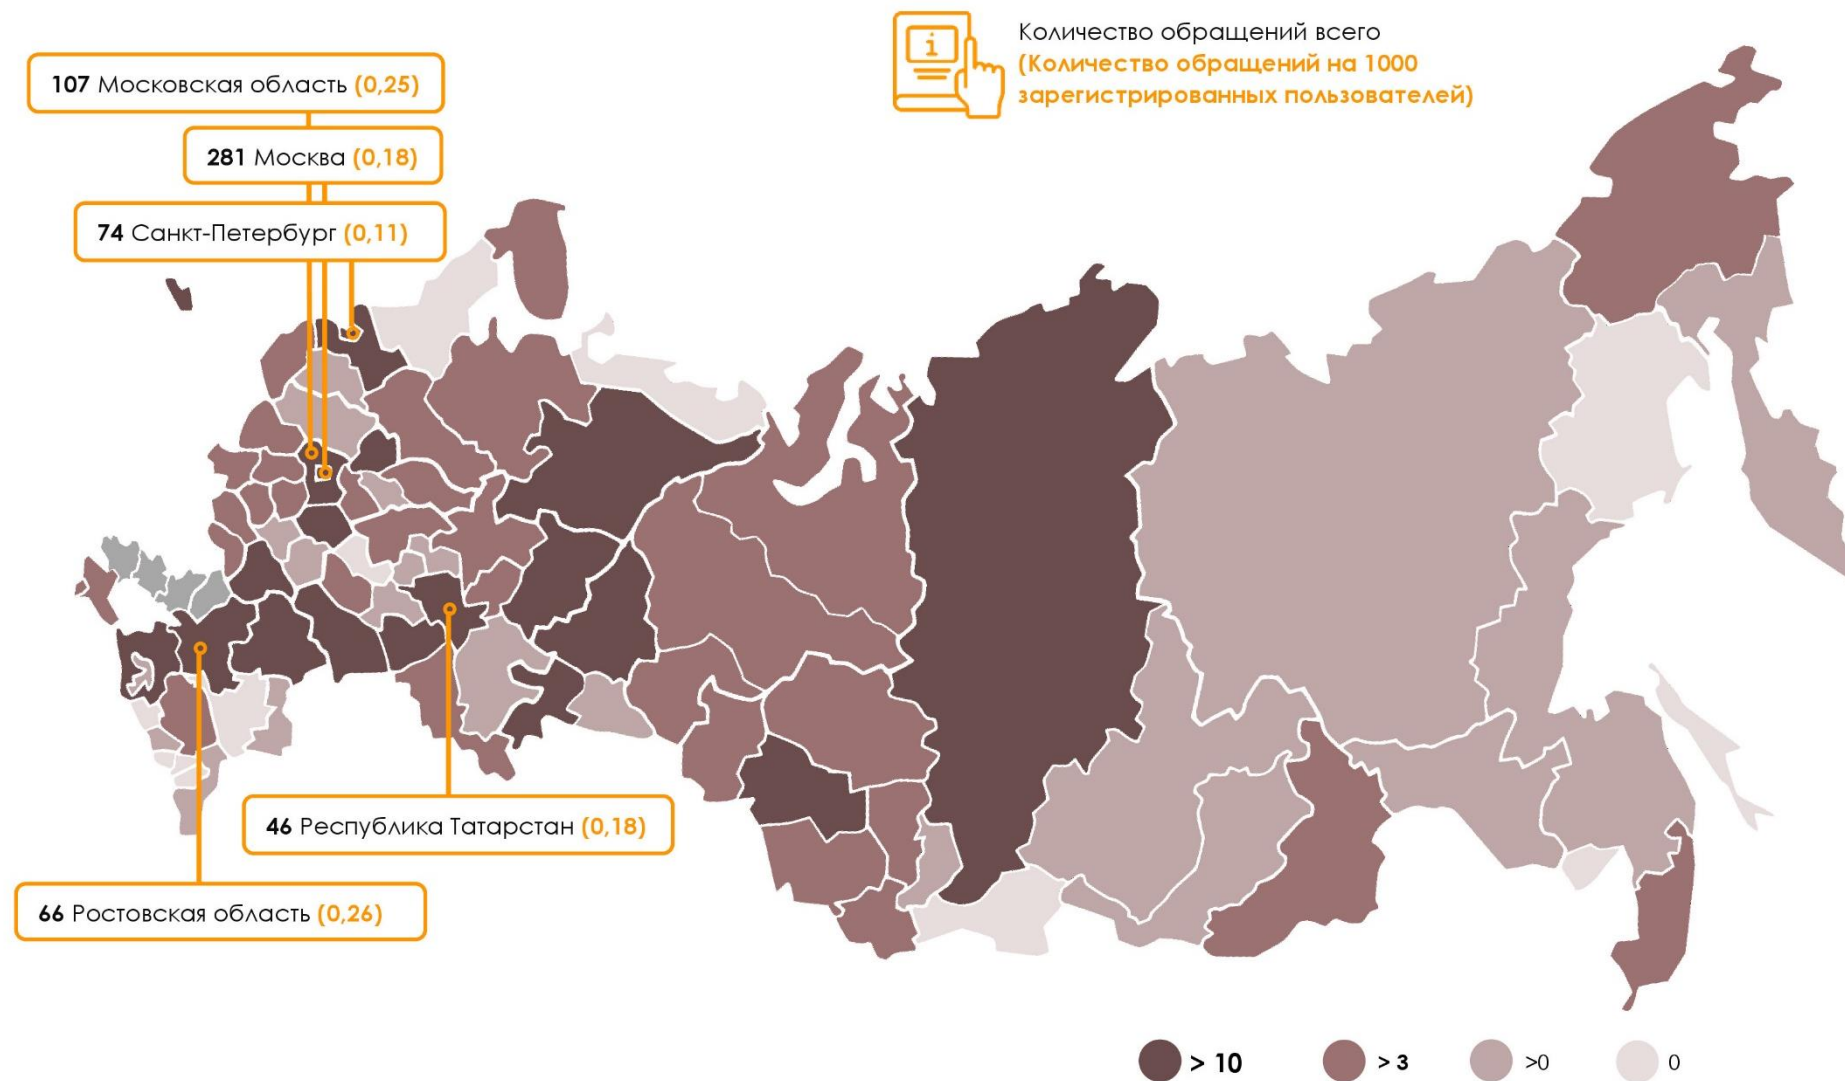 i
Количество обращений всего
(Количество обращений на 1000
зарегистрированных пользователей)
107 Московская область (0,25)
281 Москва (0,18)
74 Санкт-Петербург (0,11)
46 Республика Татарстан (0,18)
66 Ростовская область (0,26)
> 10
> 3
>0
0